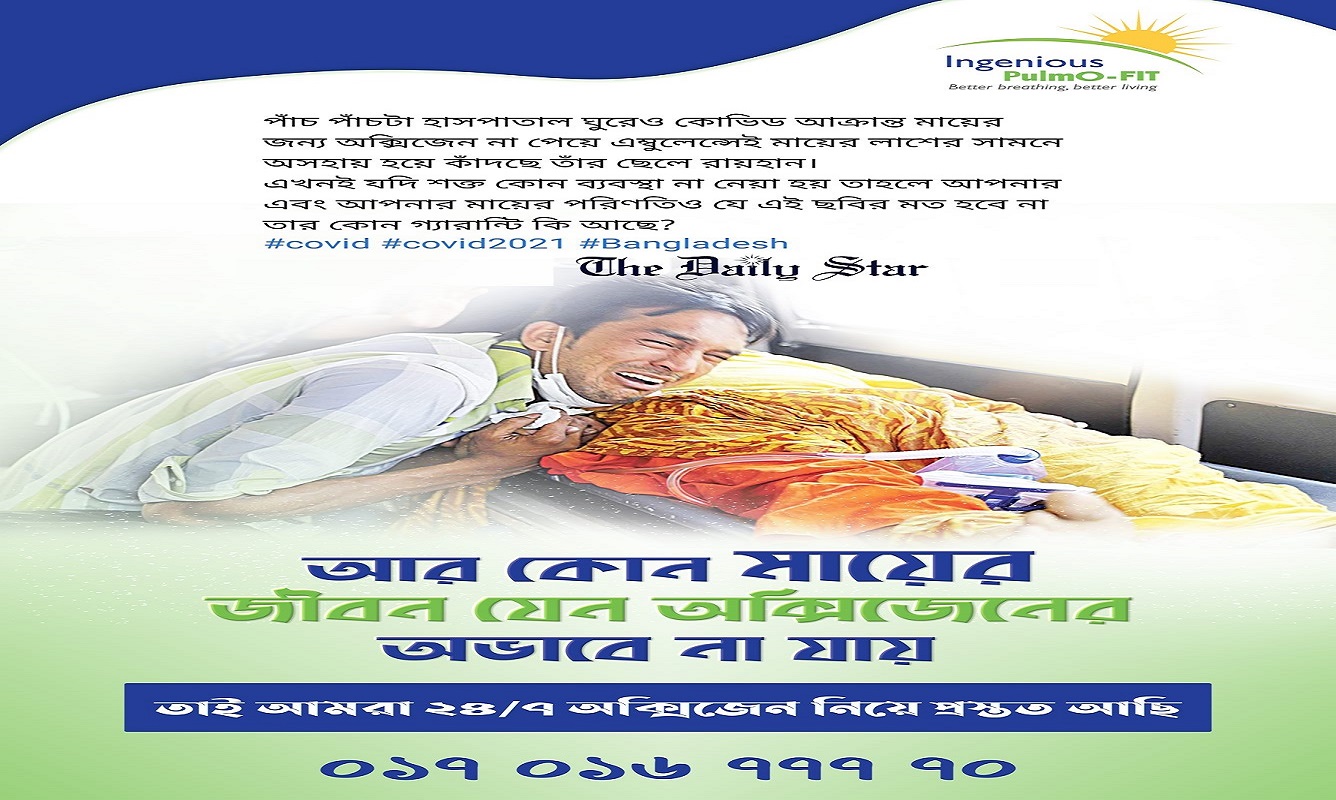 Ingenious
PulmO-FIT
Better breathing, better living
পাঁচ পাঁচটা হাসপাতাল ঘুরেও কোভিড আক্রান্ত মায়ের
জন্য অক্সিজেন না পেয়ে এম্বুলেন্সেই মায়ের লাশের সামনে
অসহায় হয়ে কাঁদছে তাঁর ছেলে রায়হান।
এখনই যদি শক্ত কোন ব্যবস্থা না নেয়া হয় তাহলে আপনার
এবং আপনার মায়ের পরিণতিও যে এই ছবির মত হবে না
তার কোন গ্যারান্টি কি আছে?
#covid #covid2021 #Bangladesh
The Daily Star
আর কোন মায়ের
জীবন যেন অক্সিজেনের
অভাবে না যায়
তাই আমরা ২৪/৭ অক্সিজেন নিয়ে প্রস্তুত আছি
০১৭ ০১৬ ৭৭৭ ৭০